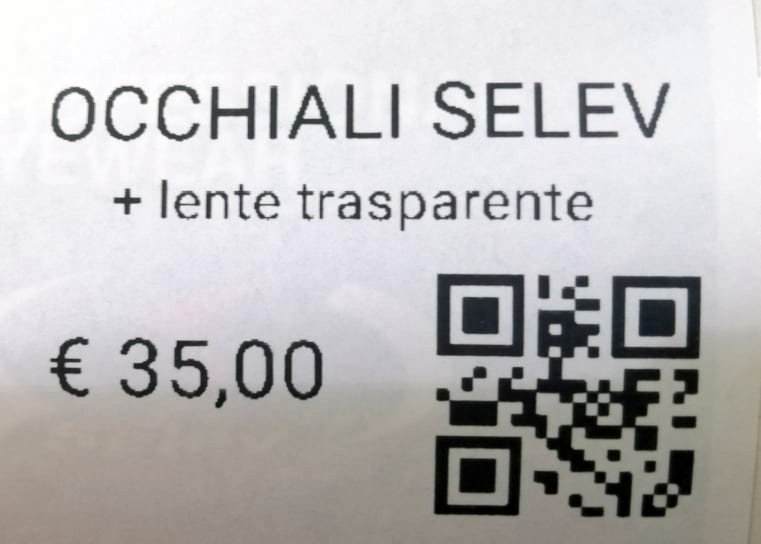 OCCHIALI SELEV
+ lente trasparente
€ 35,00